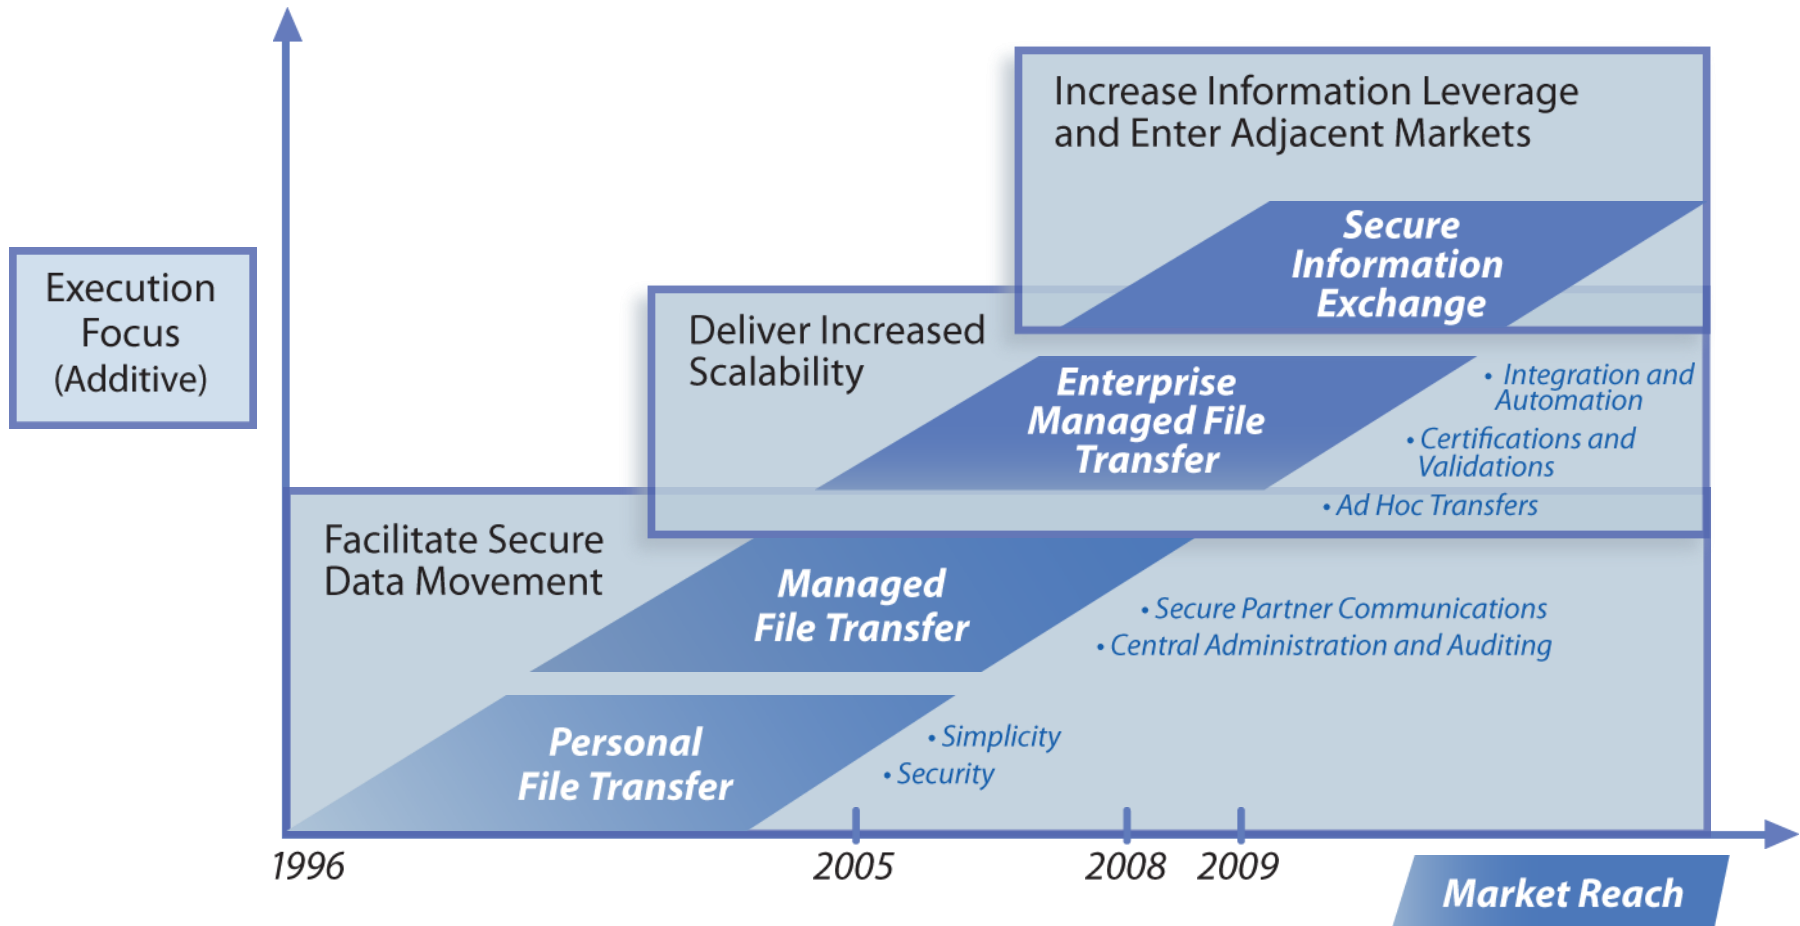 Increase Information Leverage
and Enter Adjacent Markets
Secure
Information
Exchange
Execution
Focus
(Additive)
Deliver Increased
Scalability
Enterprise
Managed File
Transfer
• Integration and
Automation
• Certifications and
Validations
• Ad Hoc Transfers
Facilitate Secure
Data Movement
Managed
File Transfer
• Secure Partner Communications
• Central Administration and Auditing
Personal
File Transfer
• Simplicity
• Security
1996
2005
2008
2009
Market Reach